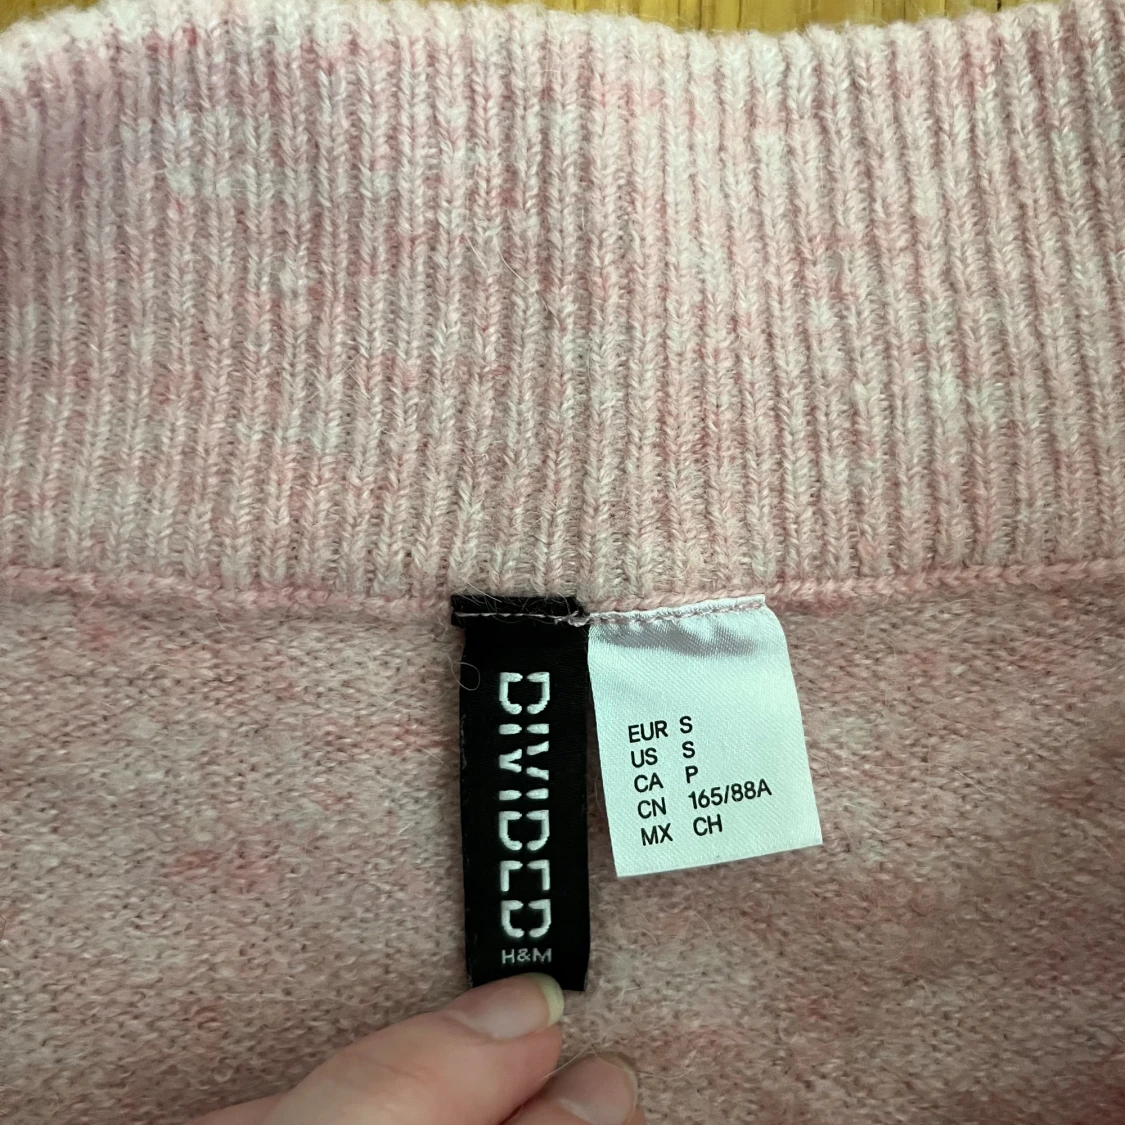 DIVIDED
H&M
EUR S
US S
CA P
CN 165/88A
MX CH